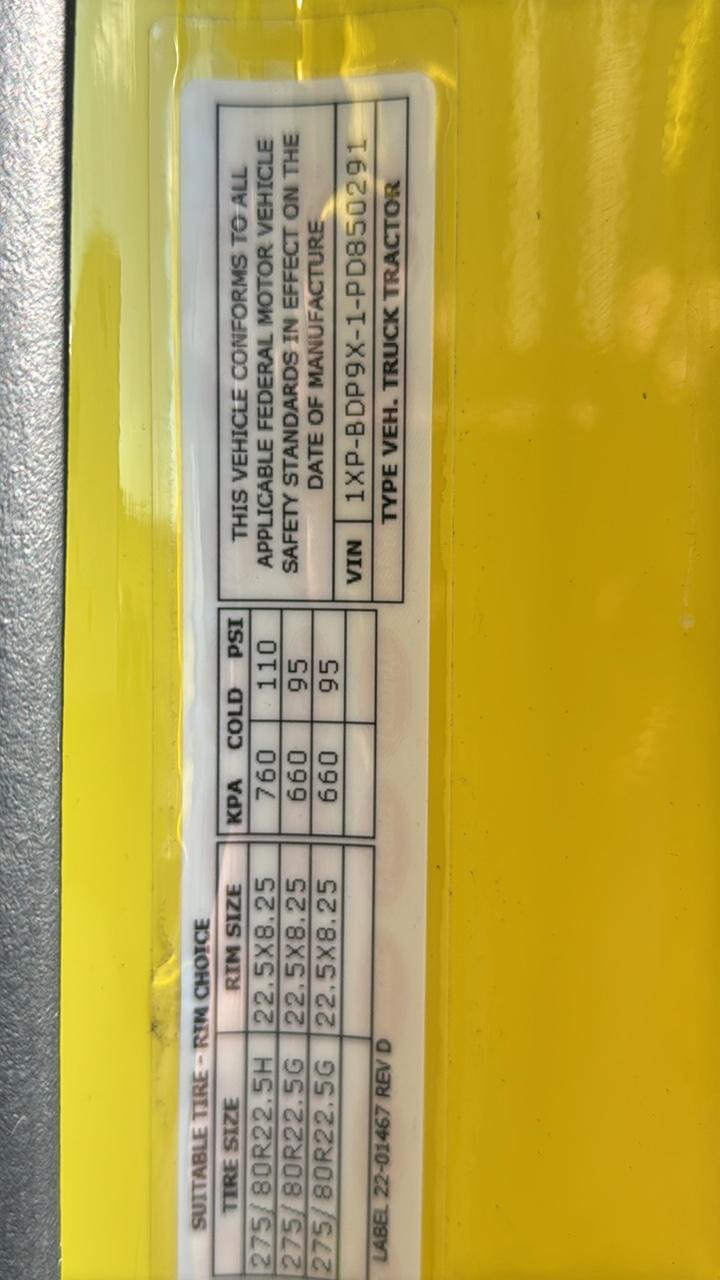 SUITABLE TIRE - RIM CHOICE
TIRE SIZE RIM SIZE KPA COLD PSI
275/80R22.5H 22.5X8.25 760 110
275/80R22.5G 22.5X8.25 660 95
275/80R22.5G 22.5X8.25 660 95
LABEL 22-01467 REV D
THIS VEHICLE CONFORMS TO ALL
APPLICABLE FEDERAL MOTOR VEHICLE
SAFETY STANDARDS IN EFFECT ON THE
DATE OF MANUFACTURE
VIN 1XP-BDP9X-1-PD850291
TYPE VEH. TRUCK TRACTOR